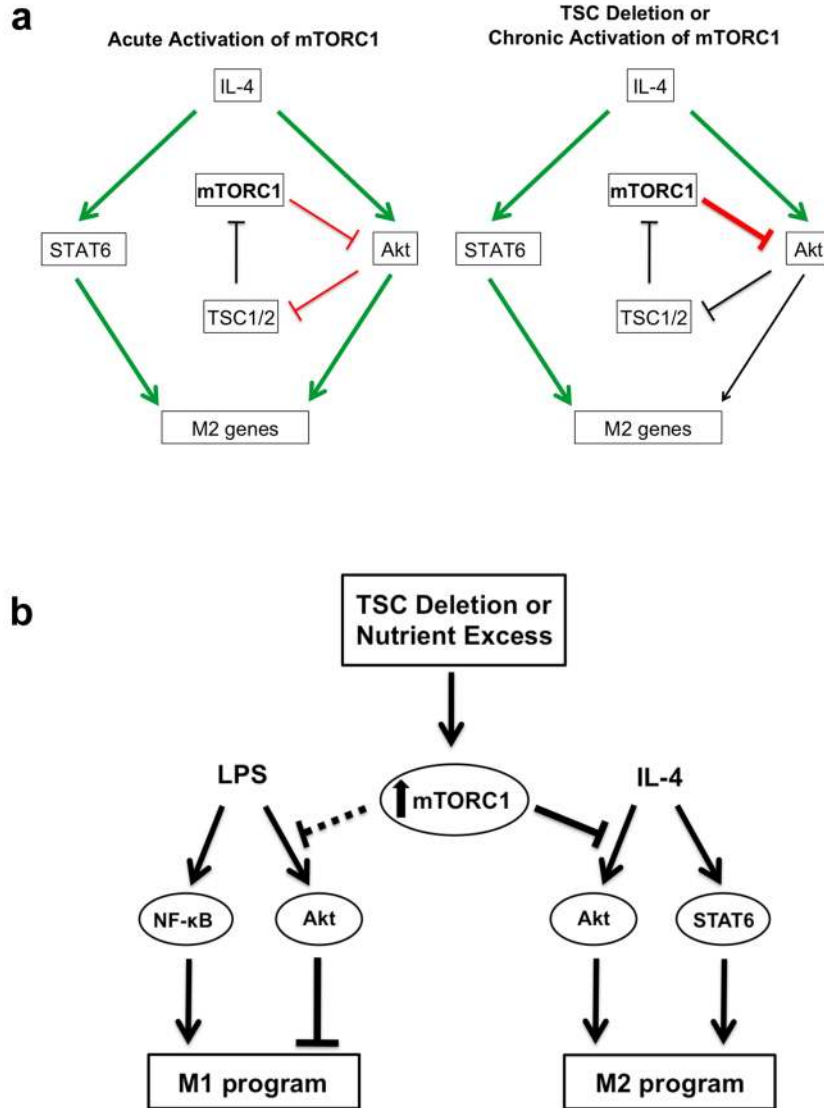 a
Acute Activation of mTORC1
TSC Deletion or
Chronic Activation of mTORC1
IL-4
IL-4
mTORC1
mTORC1
STAT6
Akt
STAT6
Akt
TSC1/2
TSC1/2
M2 genes
M2 genes
b
TSC Deletion or
Nutrient Excess
LPS
mTORC1
IL-4
NF-κB
Akt
Akt
STAT6
M1 program
M2 program